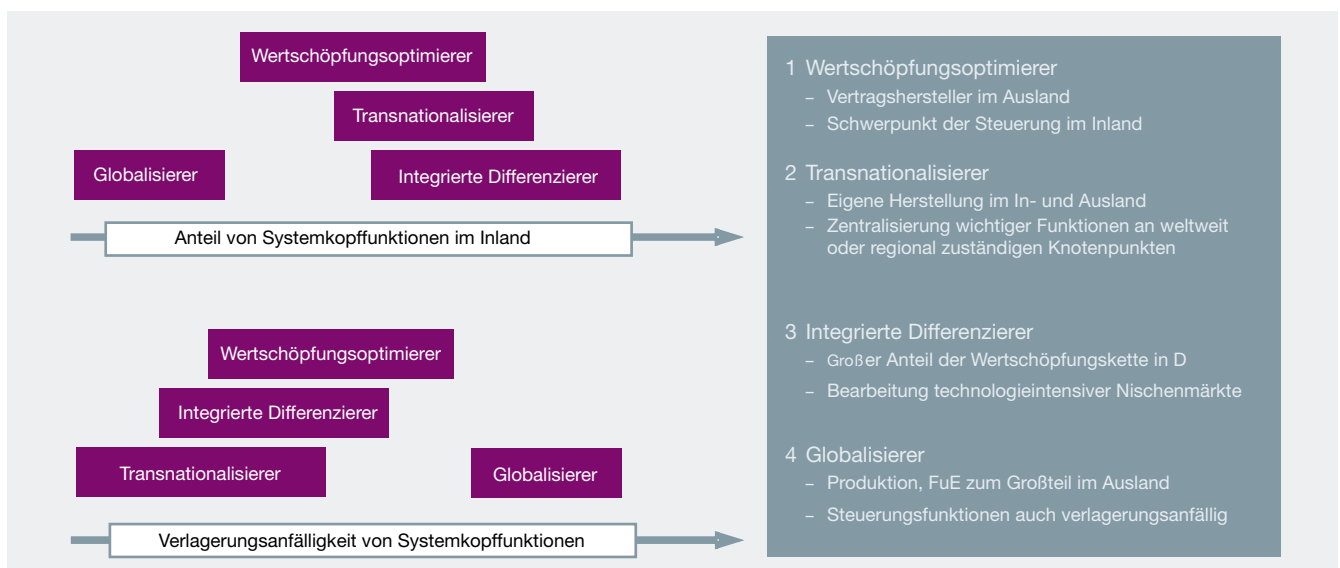 Wertschöpfungsoptimierer
Transnationalisierer
Globalisierer
Integrierte Differenzierer
Anteil von Systemkopffunktionen im Inland
Wertschöpfungsoptimierer
Integrierte Differenzierer
Transnationalisierer
Globalisierer
Verlagerungsanfälligkeit von Systemkopffunktionen
1 Wertschöpfungsoptimierer
– Vertragshersteller im Ausland
– Schwerpunkt der Steuerung im Inland
2 Transnationalisierer
– Eigene Herstellung im In- und Ausland
– Zentralisierung wichtiger Funktionen an weltweit
oder regional zuständigen Knotenpunkten
3 Integrierte Differenzierer
– Großer Anteil der Wertschöpfungskette in D
– Bearbeitung technologieintensiver Nischenmärkte
4 Globalisierer
– Produktion, FuE zum Großteil im Ausland
– Steuerungsfunktionen auch verlagerungsanfällig